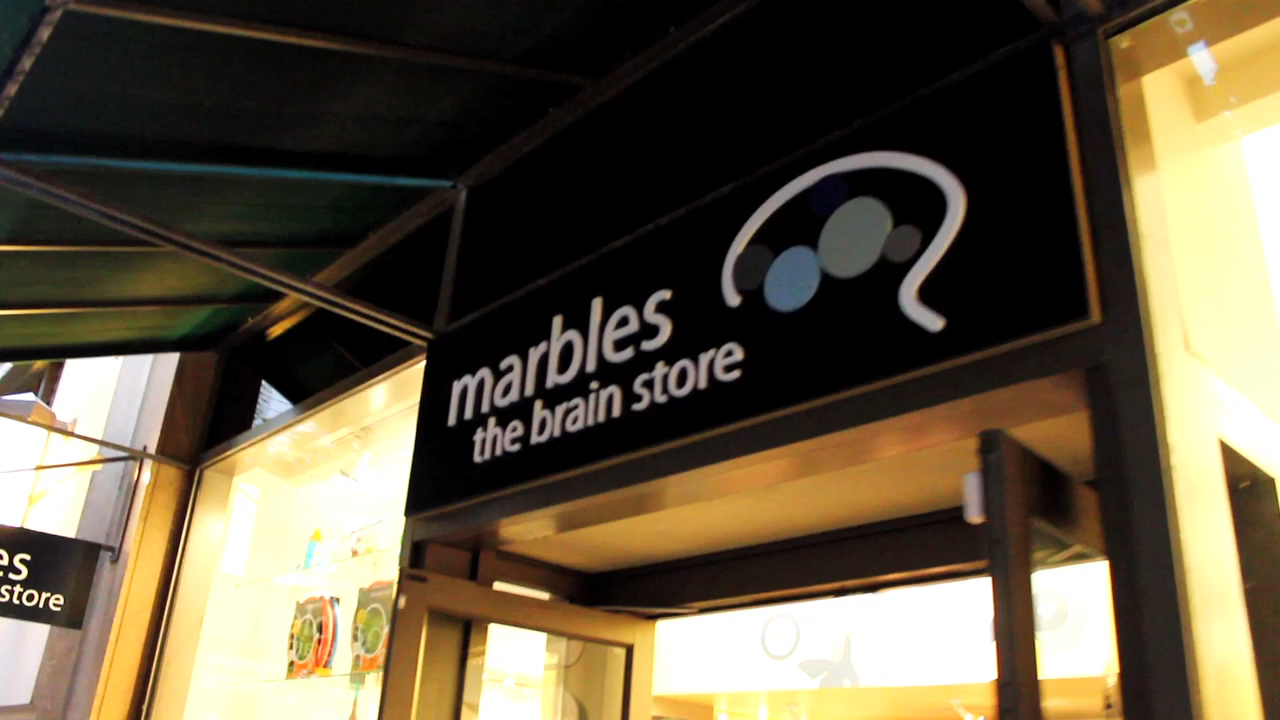 marbles
the brain store
es
store